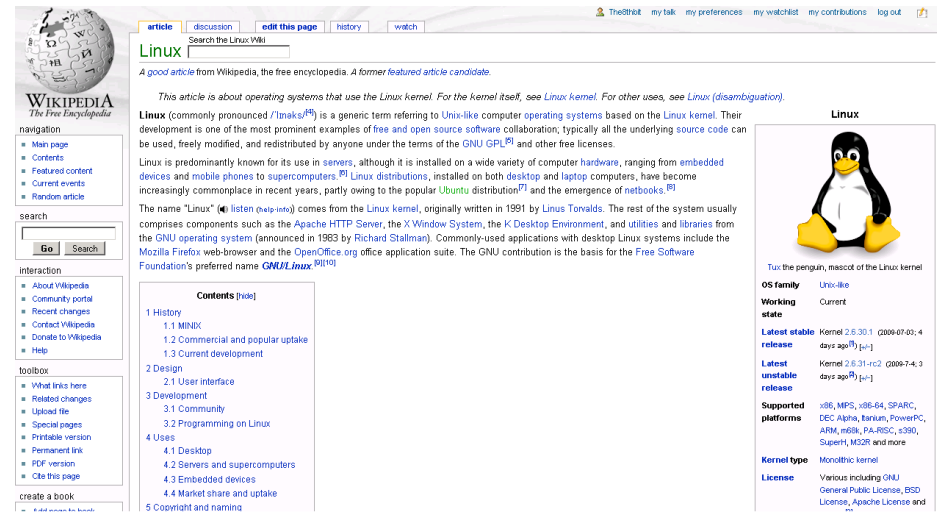 The8thbit my talk my preferences my watchlist my contributions log out
article discussion edit this page history watch
WIKIPEDIA
The Free Encyclopedia
navigation
Main page
Contents
Featured content
Current events
Random article
search
Go Search
interaction
About Wikipedia
Community portal
Recent changes
Contact Wikipedia
Donate to Wikipedia
Help
toolbox
What links here
Related changes
Upload file
Special pages
Printable version
Permanent link
PDF version
Cite this page
create a book
Add page to book
Linux
Search the Linux Wiki
A good article from Wikipedia, the free encyclopedia. A former featured article candidate.
This article is about operating systems that use the Linux kernel. For the kernel itself, see Linux kernel. For other uses, see Linux (disambiguation).
Linux (commonly pronounced /ˈlɪnəks/[4]) is a generic term referring to Unix-like computer operating systems based on the Linux kernel. Their
development is one of the most prominent examples of free and open source software collaboration; typically all the underlying source code can
be used, freely modified, and redistributed by anyone under the terms of the GNU GPL[5] and other free licenses.
Linux is predominantly known for its use in servers, although it is installed on a wide variety of computer hardware, ranging from embedded
devices and mobile phones to supercomputers.[6] Linux distributions, installed on both desktop and laptop computers, have become
increasingly commonplace in recent years, partly owing to the popular Ubuntu distribution[7] and the emergence of netbooks.[8]
The name "Linux" (listen (help·info)) comes from the Linux kernel, originally written in 1991 by Linus Torvalds. The rest of the system usually
comprises components such as the Apache HTTP Server, the X Window System, the K Desktop Environment, and utilities and libraries from
the GNU operating system (announced in 1983 by Richard Stallman). Commonly-used applications with desktop Linux systems include the
Mozilla Firefox web-browser and the OpenOffice.org office application suite. The GNU contribution is the basis for the Free Software
Foundation's preferred name GNU/Linux.[9][10]
Contents [hide]
1 History
1.1 MINIX
1.2 Commercial and popular uptake
1.3 Current development
2 Design
2.1 User interface
3 Development
3.1 Community
3.2 Programming on Linux
4 Uses
4.1 Desktop
4.2 Servers and supercomputers
4.3 Embedded devices
4.4 Market share and uptake
5 Copyright and naming
Linux
Tux the penguin, mascot of the Linux kernel
OS family Unix-like
Working Current
state
Latest stable Kernel 2.6.30.1 (2009-07-03; 4
release days ago[1]) [+/-]
Latest Kernel 2.6.31-rc2 (2009-7-4; 3
unstable days ago[2]) [+/-]
release
Supported x86, MIPS, x86-64, SPARC,
platforms DEC Alpha, Itanium, PowerPC,
ARM, m68k, PA-RISC, s390,
SuperH, M32R and more
Kernel type Monolithic kernel
License Various including GNU
General Public License, BSD
License, Apache License and